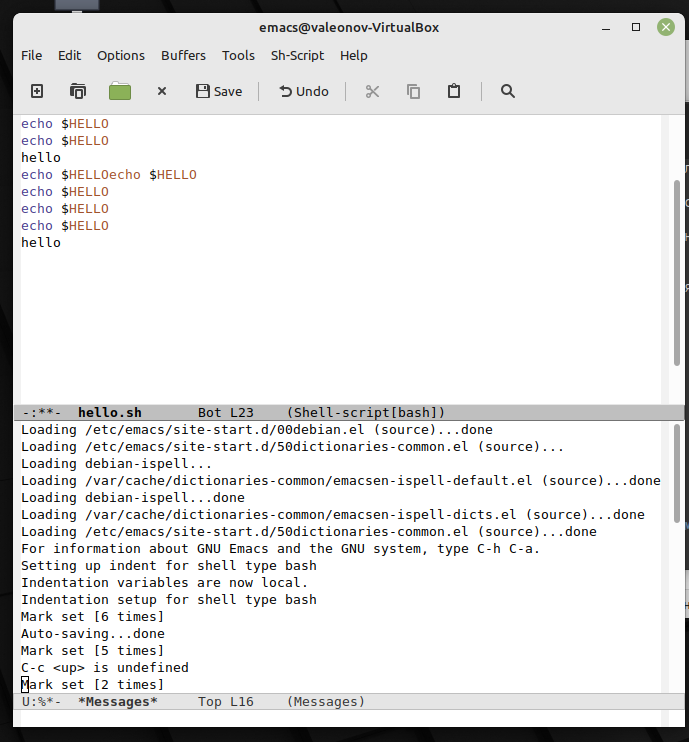 emacs@valeonov-VirtualBox
File Edit Options Buffers Tools Sh-Script Help
Save Undo
echo $HELLO
echo $HELLO
hello
echo $HELLOecho $HELLO
echo $HELLO
echo $HELLO
echo $HELLO
hello
-:**- hello.sh Bot L23 (Shell-script[bash])
Loading /etc/emacs/site-start.d/00debian.el (source)...done
Loading /etc/emacs/site-start.d/50dictionaries-common.el (source)...
Loading debian-ispell...
Loading /var/cache/dictionaries-common/emacsen-ispell-default.el (source)...done
Loading debian-ispell...done
Loading /var/cache/dictionaries-common/emacsen-ispell-dicts.el (source)...done
Loading /etc/emacs/site-start.d/50dictionaries-common.el (source)...done
For information about GNU Emacs and the GNU system, type C-h C-a.
Setting up indent for shell type bash
Indentation variables are now local.
Indentation setup for shell type bash
Mark set [6 times]
Auto-saving...done
Mark set [5 times]
C-c <up> is undefined
Mark set [2 times]
U:%*- *Messages* Top L16 (Messages)